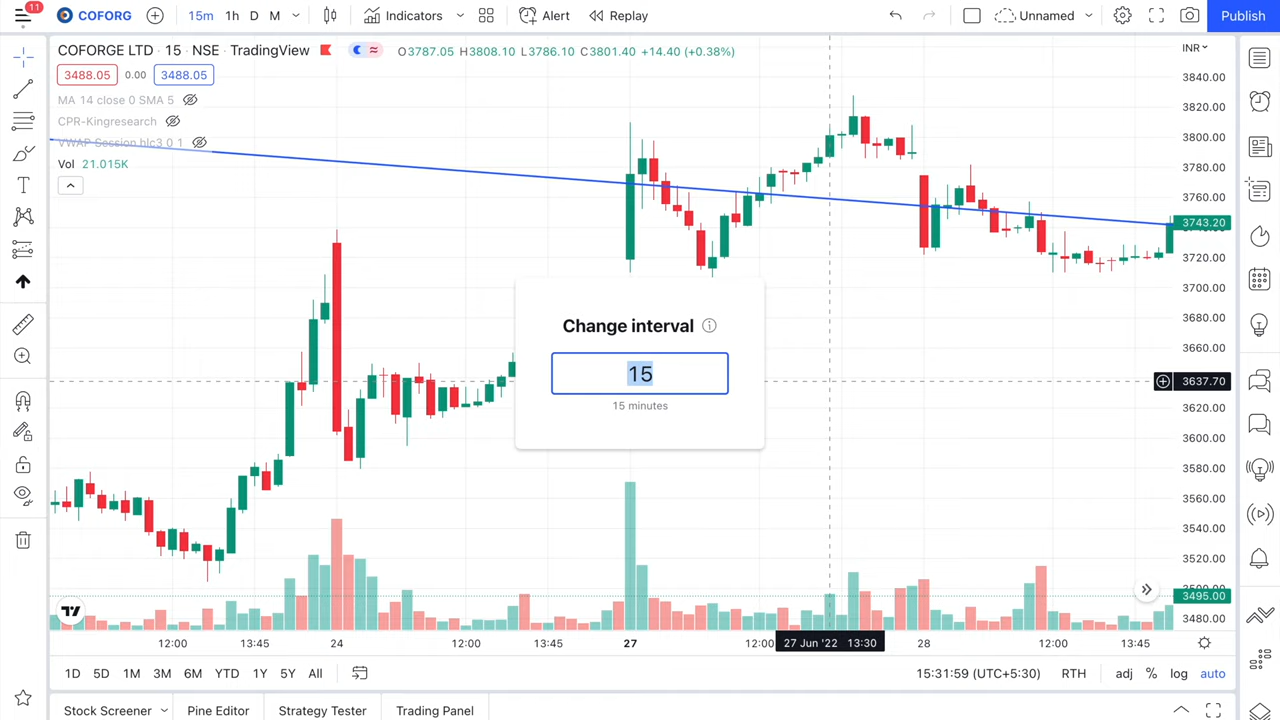 11
COFORG
15m 1h D M
Indicators
Alert
Replay
Unnamed
Publish
COFORGE LTD · 15 · NSE · TradingView
O3787.05 H3808.10 L3786.10 C3801.40 +14.40 (+0.38%)
INR
3488.05 0.00 3488.05
MA 14 close 0 SMA 5
CPR-Kingresearch
VWAP Session hlc3 0 1
Vol 21.015K
3840.00
3820.00
3800.00
3780.00
3760.00
3743.20
3720.00
3700.00
3680.00
3660.00
3637.70
3620.00
3600.00
3580.00
3560.00
3540.00
3520.00
3495.00
3480.00
Change interval
15
15 minutes
12:00 13:45 24 12:00 13:45 27 12:00 27 Jun '22 13:30 28 12:00 13:45
1D 5D 1M 3M 6M YTD 1Y 5Y All
15:31:59 (UTC+5:30) RTH adj % log auto
Stock Screener Pine Editor Strategy Tester Trading Panel